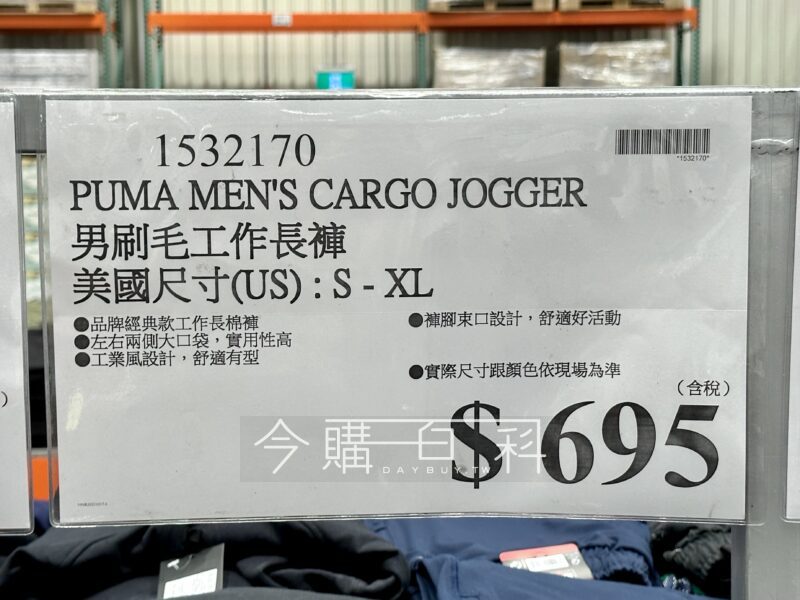 1532170
*1532170*
PUMA MEN'S CARGO JOGGER
男刷毛工作長褲
美國尺寸(US) : S - XL
●品牌經典款工作長棉褲
●左右兩側大口袋，實用性高
●工業風設計，舒適有型
●褲腳束口設計，舒適好活動
●實際尺寸跟顏色依現場為準
（含稅）
$ 695
今購百科
DAYBUY.TW